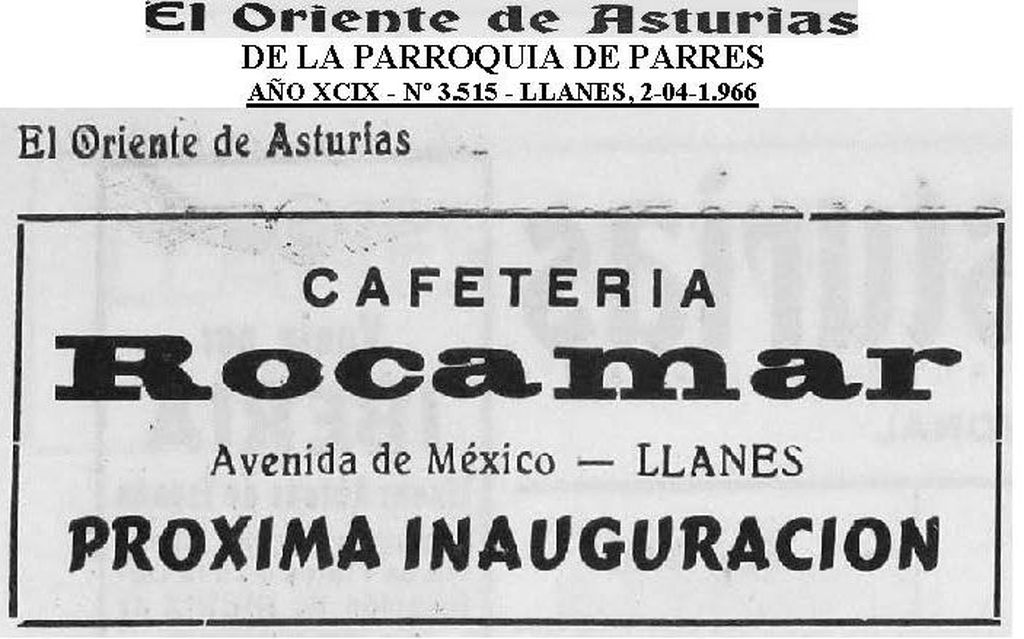 El Oriente de Asturias
DE LA PARROQUIA DE PARRES
AÑO XCIX - Nº 3.515 - LLANES, 2-04-1.966
El Oriente de Asturias
CAFETERIA
Rocamar
Avenida de México — LLANES
PROXIMA INAUGURACION